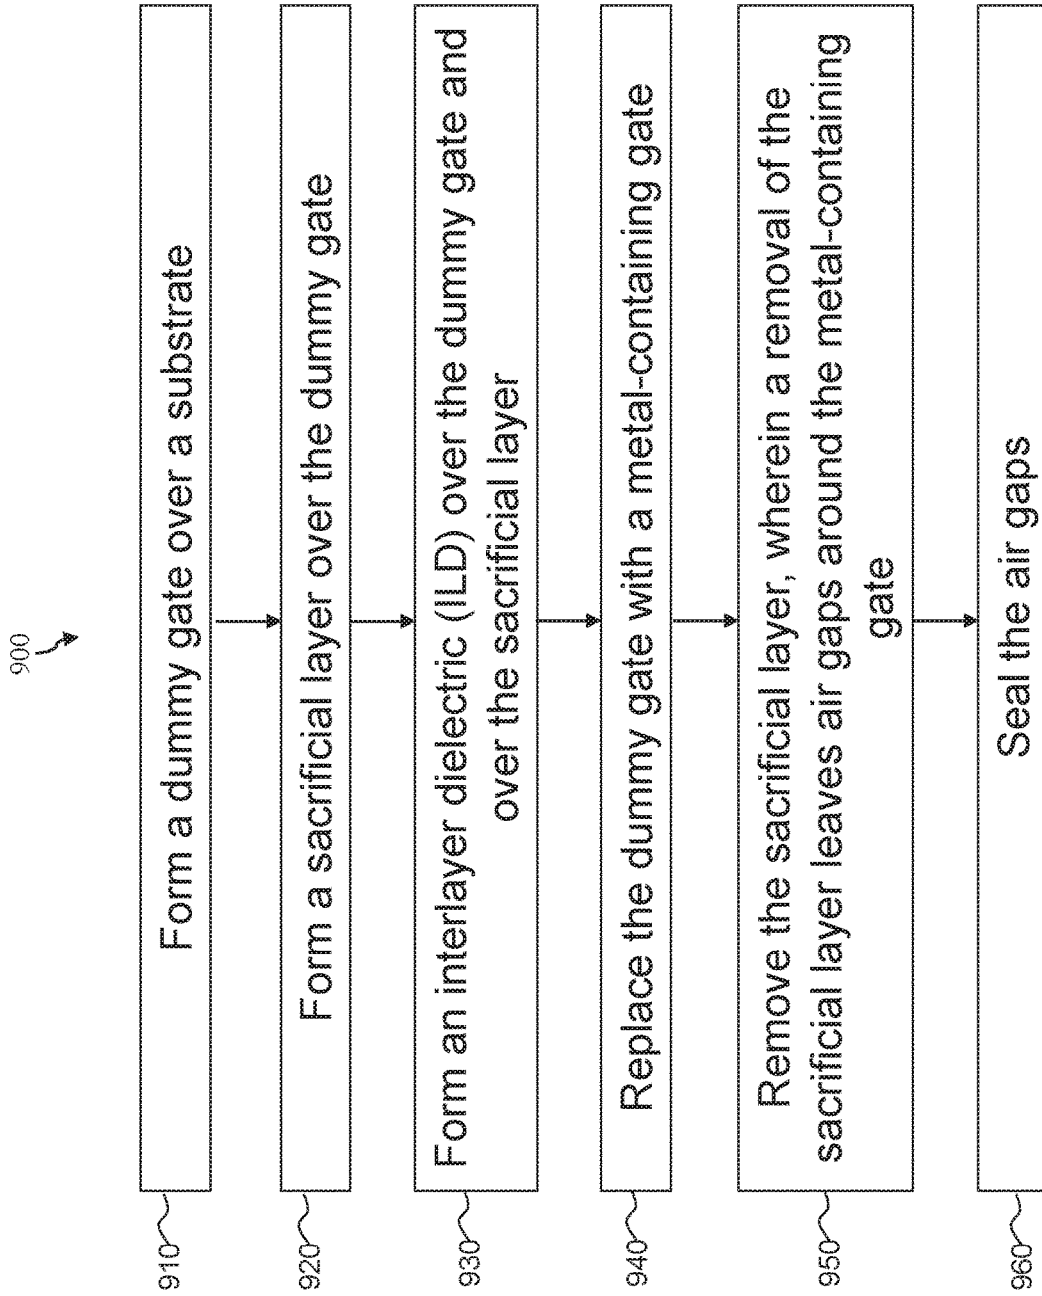 900
910
Form a dummy gate over a substrate
920
Form a sacrificial layer over the dummy gate
930
Form an interlayer dielectric (ILD) over the dummy gate and
over the sacrificial layer
940
Replace the dummy gate with a metal-containing gate
950
Remove the sacrificial layer, wherein a removal of the
sacrificial layer leaves air gaps around the metal-containing
gate
960
Seal the air gaps